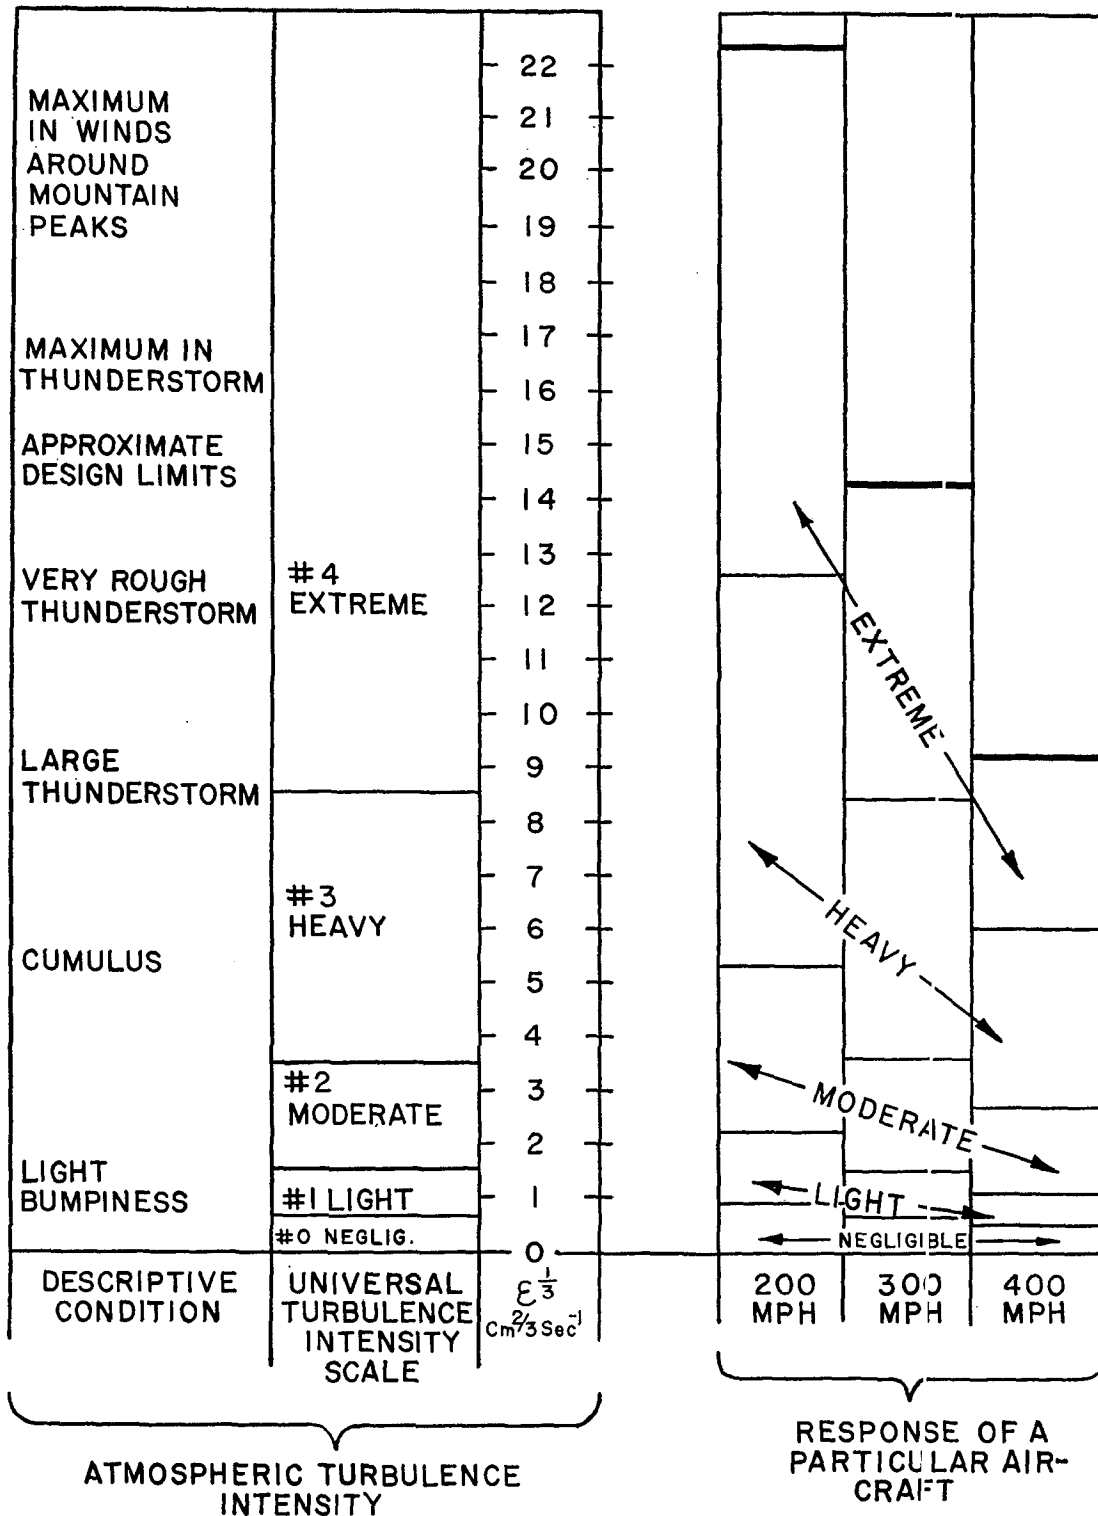 MAXIMUM
IN WINDS
AROUND
MOUNTAIN
PEAKS
MAXIMUM IN
THUNDERSTORM
APPROXIMATE
DESIGN LIMITS
VERY ROUGH
THUNDERSTORM
LARGE
THUNDERSTORM
CUMULUS
LIGHT
BUMPINESS
DESCRIPTIVE
CONDITION
#4
EXTREME
#3
HEAVY
#2
MODERATE
#1 LIGHT
#0 NEGLIG.
UNIVERSAL
TURBULENCE
INTENSITY
SCALE
22
21
20
19
18
17
16
15
14
13
12
11
10
9
8
7
6
5
4
3
2
1
0
ε^1/3
Cm^2/3 Sec^-1
ATMOSPHERIC TURBULENCE
INTENSITY
EXTREME
HEAVY
MODERATE
LIGHT
NEGLIGIBLE
200
MPH
300
MPH
400
MPH
RESPONSE OF A
PARTICULAR AIR-
CRAFT